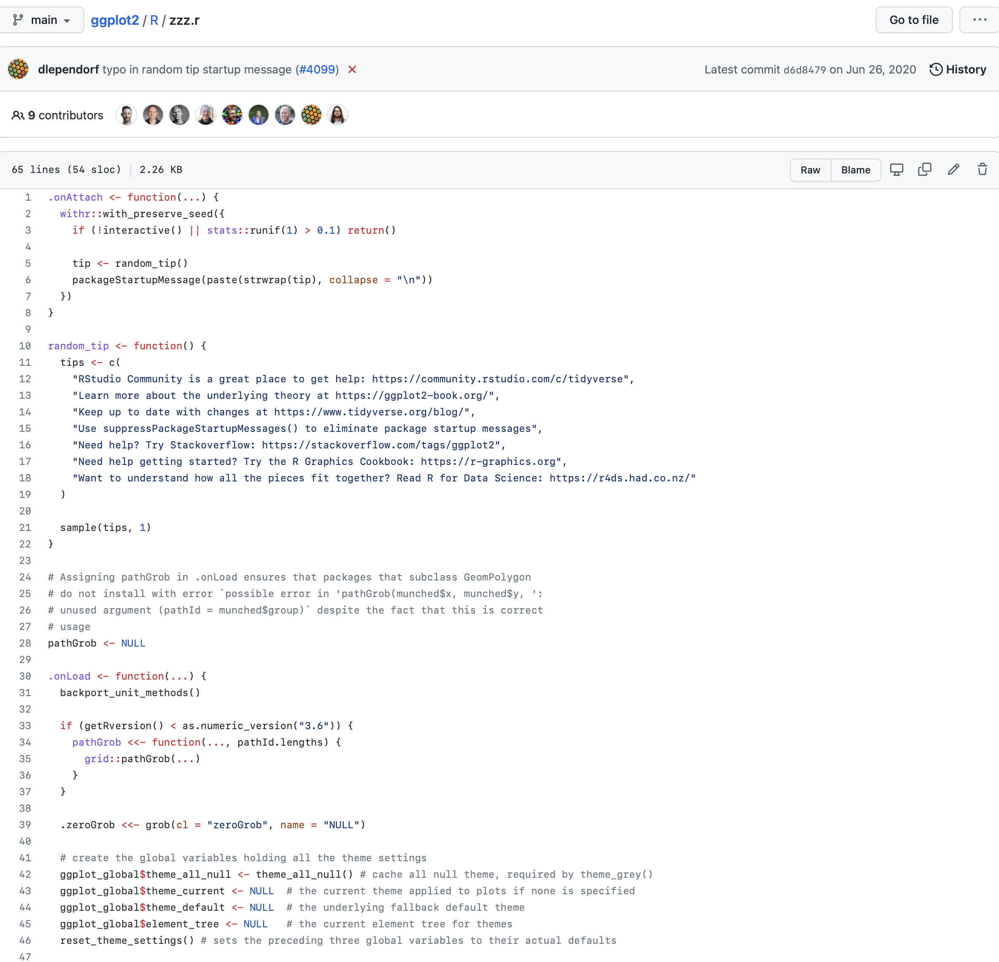 main
ggplot2 / R / zzz.r
Go to file
...
dlependorf typo in random tip startup message (#4099)
Latest commit d6d8479 on Jun 26, 2020
History
9 contributors
65 lines (54 sloc)
2.26 KB
Raw
Blame
1 .onAttach <- function(...) {
2   withr::with_preserve_seed({
3     if (!interactive() || stats::runif(1) > 0.1) return()
4
5     tip <- random_tip()
6     packageStartupMessage(paste(strwrap(tip), collapse = "\n"))
7   })
8 }
9
10 random_tip <- function() {
11   tips <- c(
12     "RStudio Community is a great place to get help: https://community.rstudio.com/c/tidyverse",
13     "Learn more about the underlying theory at https://ggplot2-book.org/",
14     "Keep up to date with changes at https://www.tidyverse.org/blog/",
15     "Use suppressPackageStartupMessages() to eliminate package startup messages",
16     "Need help? Try Stackoverflow: https://stackoverflow.com/tags/ggplot2",
17     "Need help getting started? Try the R Graphics Cookbook: https://r-graphics.org",
18     "Want to understand how all the pieces fit together? Read R for Data Science: https://r4ds.had.co.nz/"
19   )
20
21   sample(tips, 1)
22 }
23
24 # Assigning pathGrob in .onLoad ensures that packages that subclass GeomPolygon
25 # do not install with error `possible error in 'pathGrob(munched$x, munched$y, ':
26 # unused argument (pathId = munched$group)` despite the fact that this is correct
27 # usage
28 pathGrob <- NULL
29
30 .onLoad <- function(...) {
31   backport_unit_methods()
32
33   if (getRversion() < as.numeric_version("3.6")) {
34     pathGrob <<- function(..., pathId.lengths) {
35       grid::pathGrob(...)
36     }
37   }
38
39   .zeroGrob <<- grob(cl = "zeroGrob", name = "NULL")
40
41   # create the global variables holding all the theme settings
42   ggplot_global$theme_all_null <- theme_all_null() # cache all null theme, required by theme_grey()
43   ggplot_global$theme_current <- NULL  # the current theme applied to plots if none is specified
44   ggplot_global$theme_default <- NULL  # the underlying fallback default theme
45   ggplot_global$element_tree <- NULL   # the current element tree for themes
46   reset_theme_settings() # sets the preceding three global variables to their actual defaults
47